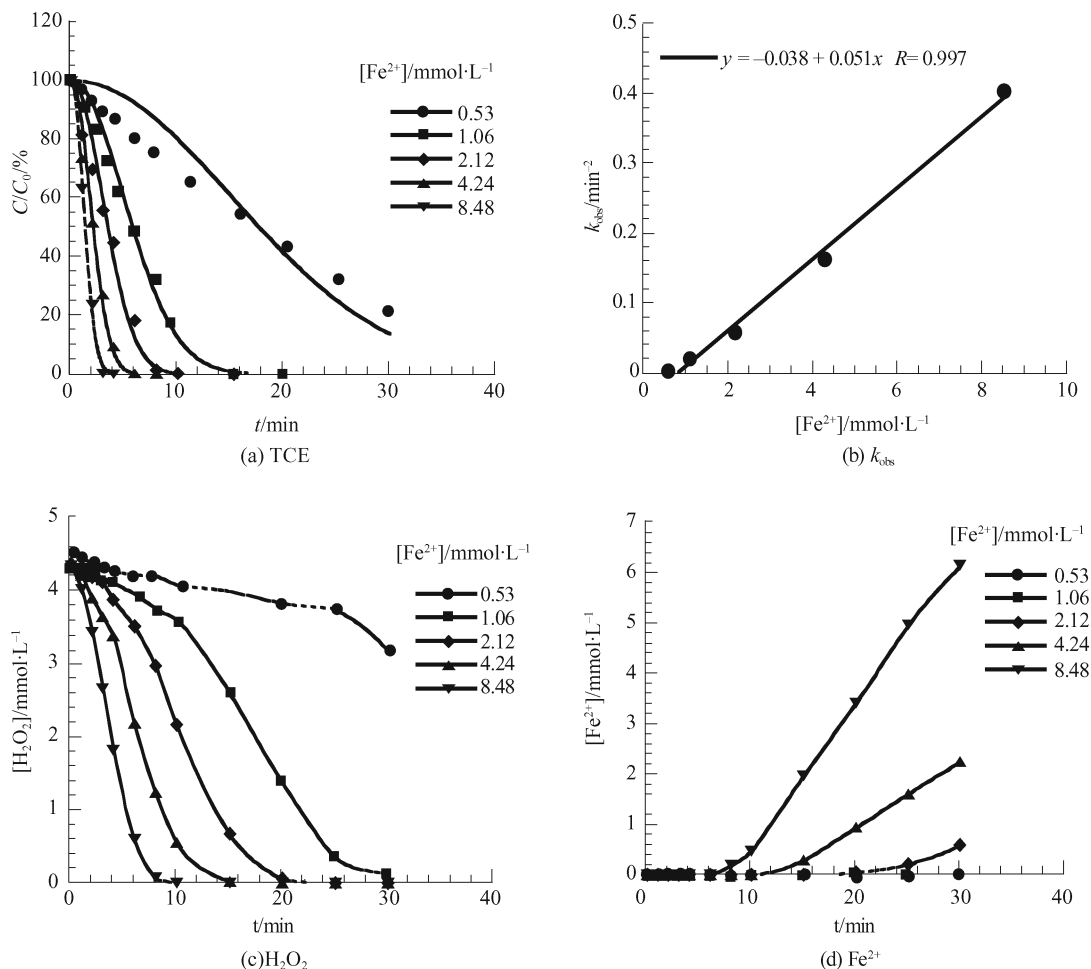 120
100
80
60
40
20
0
C/C₀/%
[Fe²⁺]/mmol·L⁻¹
0.53
1.06
2.12
4.24
8.48
0 10 20 30 40
t/min
(a) TCE
0.5
0.4
0.3
0.2
0.1
0
k_obs/min⁻²
y = –0.038 + 0.051x R=0.997
0 2 4 6 8 10
[Fe²⁺]/mmol·L⁻¹
(b) k_obs
5
4
3
2
1
0
[H₂O₂]/mmol·L⁻¹
[Fe²⁺]/mmol·L⁻¹
0.53
1.06
2.12
4.24
8.48
0 10 20 30 40
t/min
(c)H₂O₂
7
6
5
4
3
2
1
0
[Fe²⁺]/mmol·L⁻¹
[Fe²⁺]/mmol·L⁻¹
0.53
1.06
2.12
4.24
8.48
0 10 20 30 40
t/min
(d) Fe²⁺